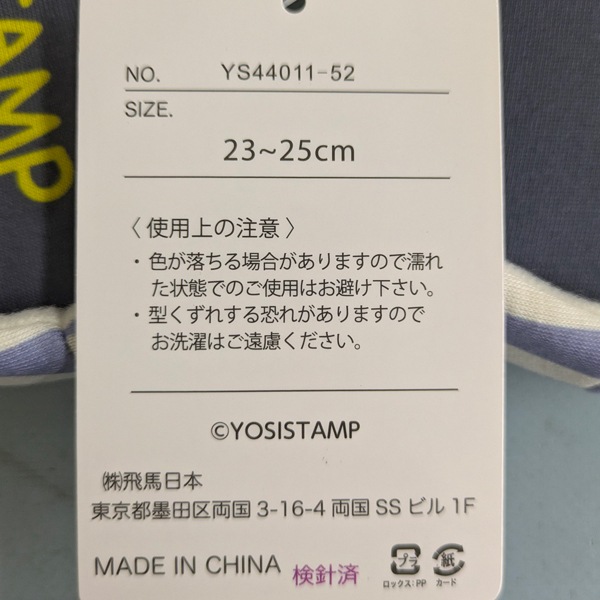 AMP
NO. YS44011-52
SIZE.
23~25cm
〈 使用上の注意 〉
・色が落ちる場合がありますので濡れ
た状態でのご使用はお避け下さい。
・型くずれする恐れがありますので
お洗濯はご遠慮ください。
©YOSISTAMP
㈱飛馬日本
東京都墨田区両国 3-16-4 両国 SS ビル 1F
MADE IN CHINA 検針済
プラ 紙
ロックス:PP カード